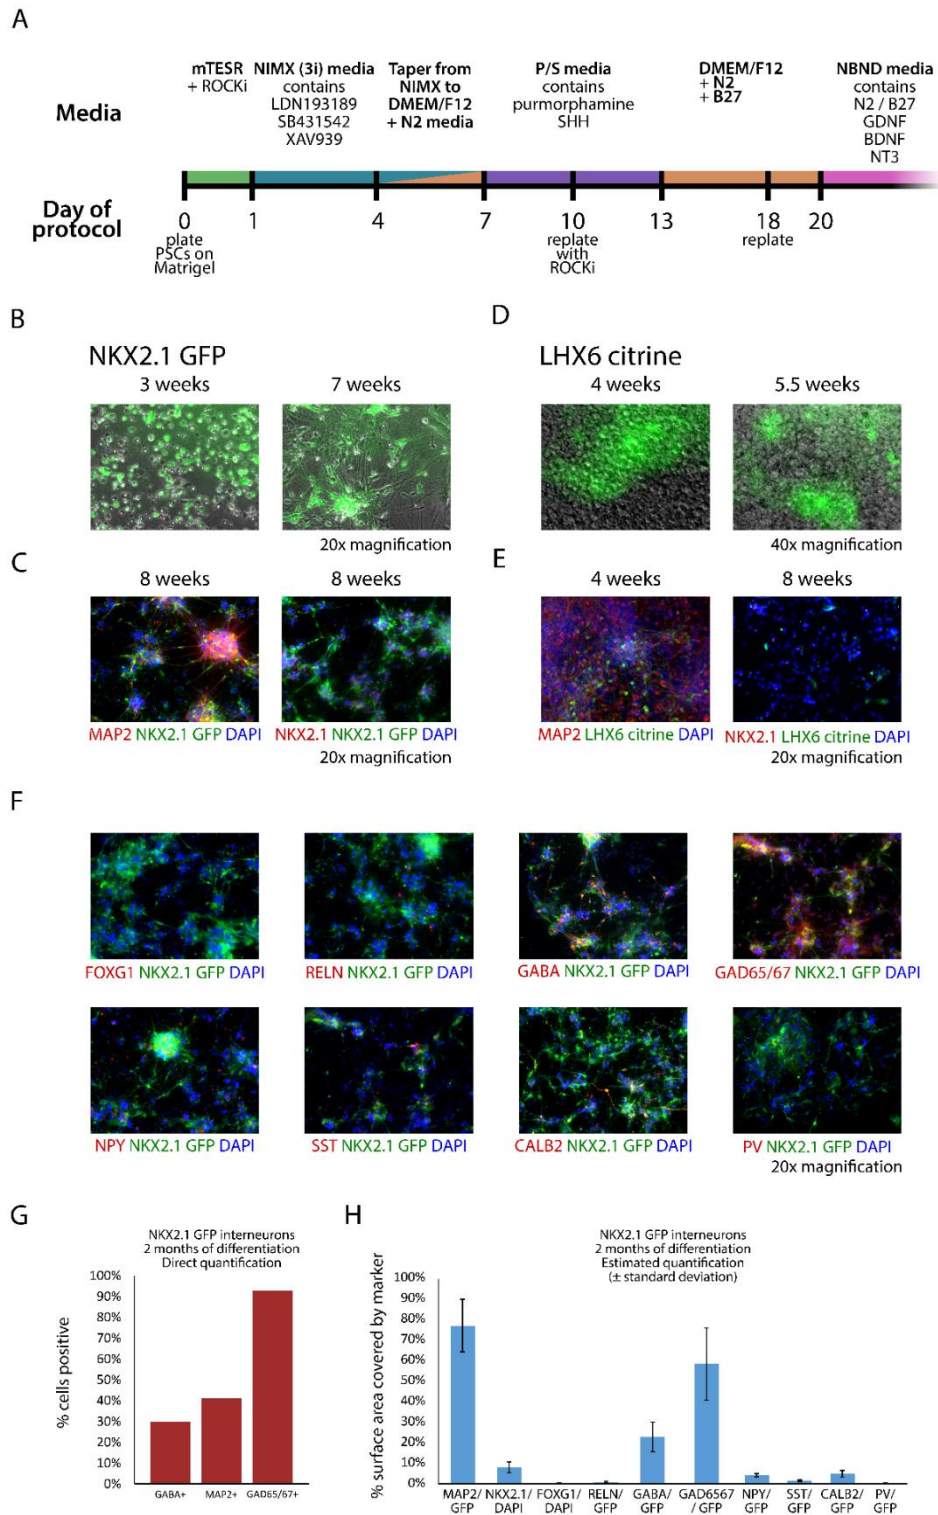 A
mTESR
+ ROCKi
NIMX (3i) media
contains
LDN193189
SB431542
XAV939
Taper from
NIMX to
DMEM/F12
+ N2 media
P/S media
contains
purmorphamine
SHH
DMEM/F12
+ N2
+ B27
NBND media
contains
N2 / B27
GDNF
BDNF
NT3
Media
Day of
protocol
0 1 4 7 10 13 18 20
plate
PSCs on
Matrigel
replate
with
ROCKi
replate
B
NKX2.1 GFP
3 weeks
7 weeks
20x magnification
D
LHX6 citrine
4 weeks
5.5 weeks
40x magnification
C
8 weeks
8 weeks
MAP2 NKX2.1 GFP DAPI
NKX2.1 NKX2.1 GFP DAPI
20x magnification
E
4 weeks
8 weeks
MAP2 LHX6 citrine DAPI
NKX2.1 LHX6 citrine DAPI
20x magnification
F
FOXG1 NKX2.1 GFP DAPI
RELN NKX2.1 GFP DAPI
GABA NKX2.1 GFP DAPI
GAD65/67 NKX2.1 GFP DAPI
NPY NKX2.1 GFP DAPI
SST NKX2.1 GFP DAPI
CALB2 NKX2.1 GFP DAPI
PV NKX2.1 GFP DAPI
20x magnification
G
NKX2.1 GFP interneurons
2 months of differentiation
Direct quantification
% cells positive
100%
90%
80%
70%
60%
50%
40%
30%
20%
10%
0%
GABA+
MAP2+
GAD65/67+
H
NKX2.1 GFP interneurons
2 months of differentiation
Estimated quantification
(± standard deviation)
% surface area covered by marker
100%
90%
80%
70%
60%
50%
40%
30%
20%
10%
0%
MAP2/
GFP
NKX2.1/
DAPI
FOXG1/
DAPI
RELN/
GFP
GABA/
GFP
GAD6567
/ GFP
NPY/
GFP
SST/
GFP
CALB2/
GFP
PV/
GFP